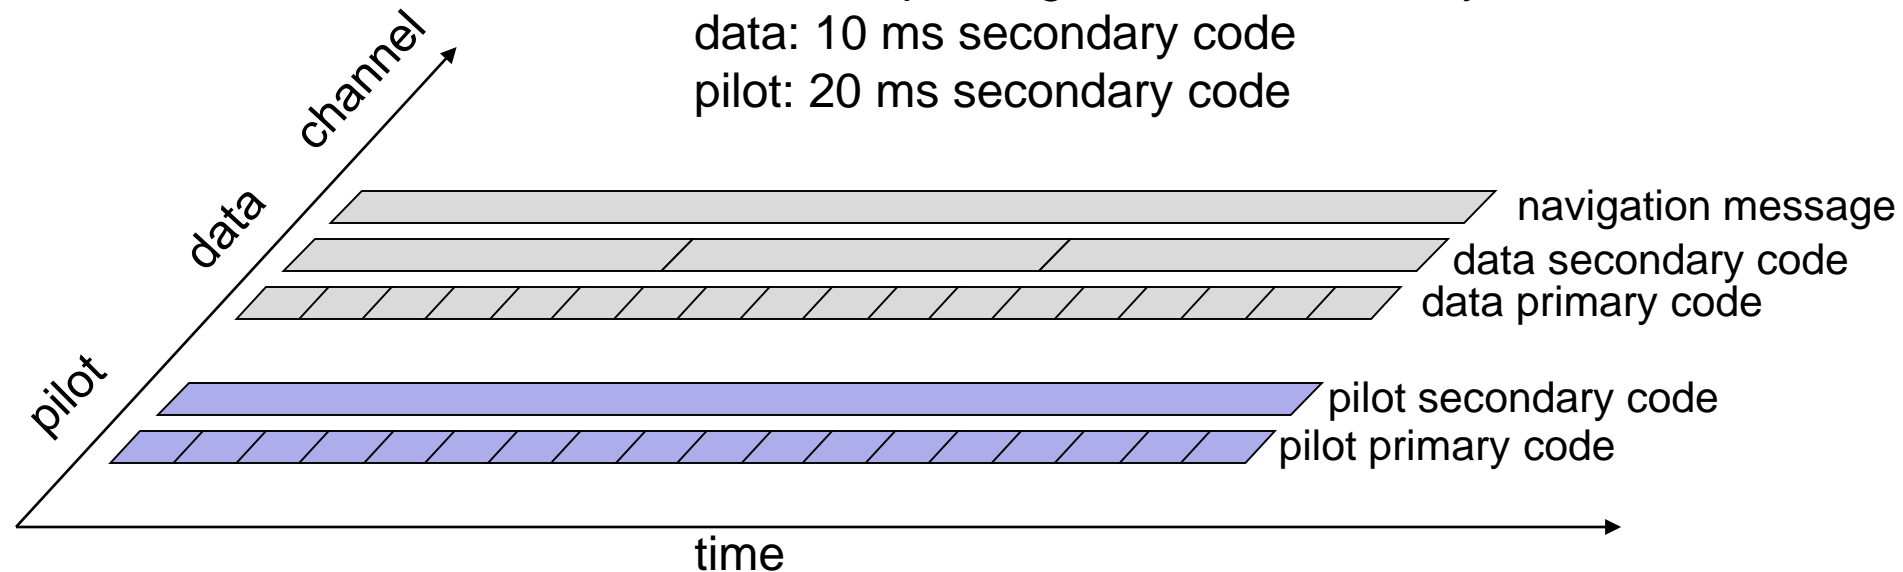 data: 10 ms secondary code
pilot: 20 ms secondary code
channel
data
pilot
navigation message
data secondary code
data primary code
pilot secondary code
pilot primary code
time